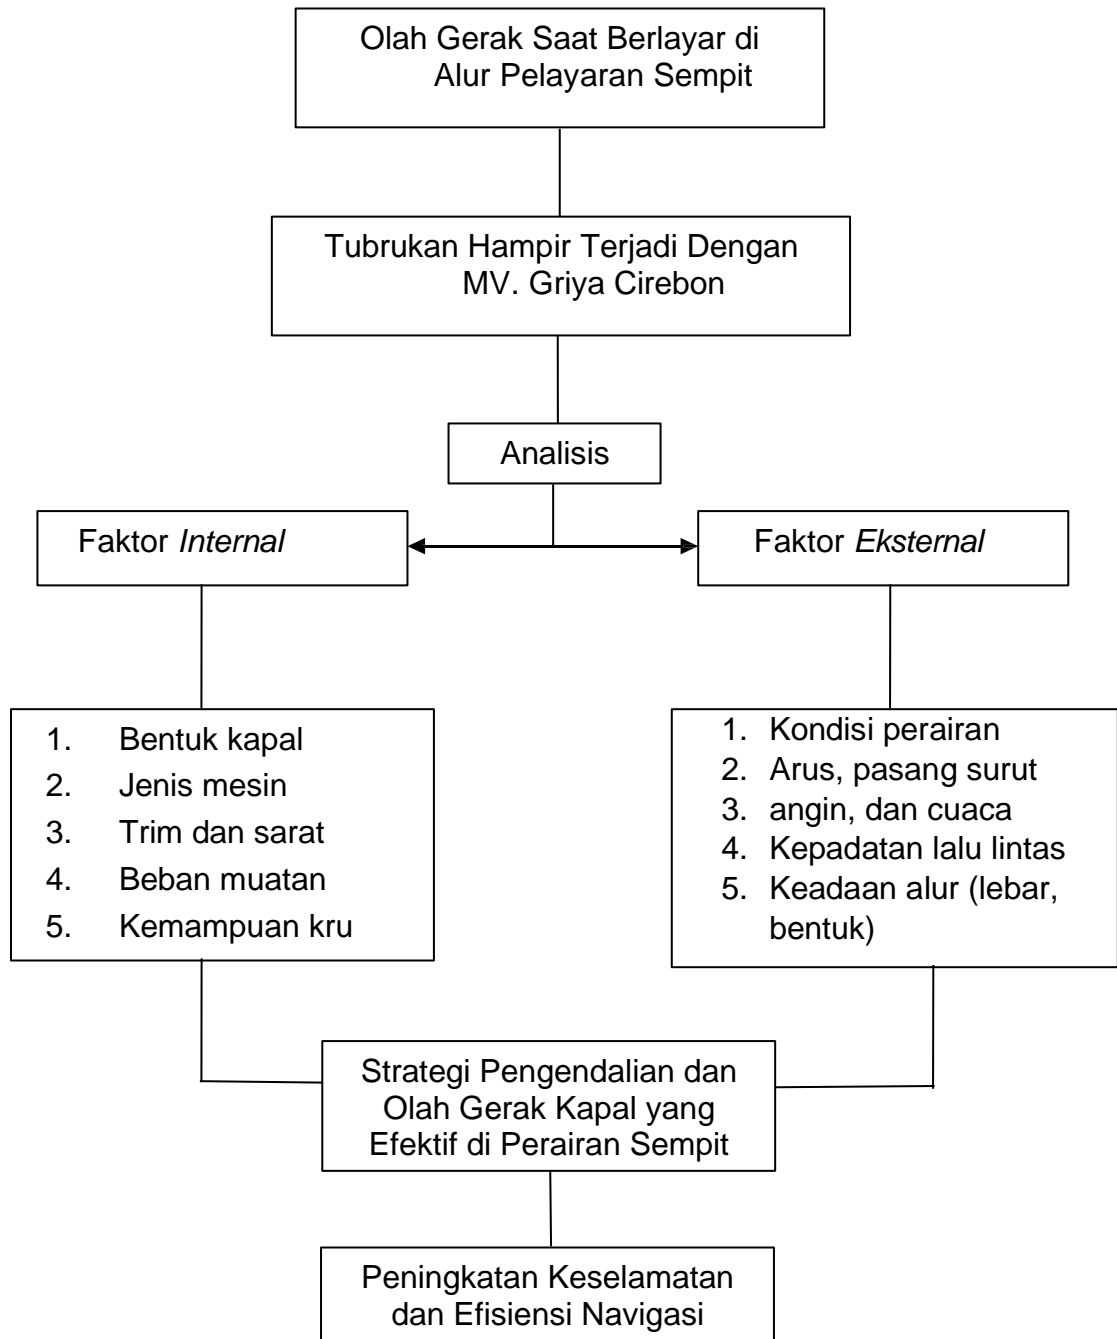 Olah Gerak Saat Berlayar di
Alur Pelayaran Sempit
Tubrukan Hampir Terjadi Dengan
MV. Griya Cirebon
Analisis
Faktor Internal
Faktor Eksternal
1. Bentuk kapal
2. Jenis mesin
3. Trim dan sarat
4. Beban muatan
5. Kemampuan kru
1. Kondisi perairan
2. Arus, pasang surut
3. angin, dan cuaca
4. Kepadatan lalu lintas
5. Keadaan alur (lebar,
bentuk)
Strategi Pengendalian dan
Olah Gerak Kapal yang
Efektif di Perairan Sempit
Peningkatan Keselamatan
dan Efisiensi Navigasi